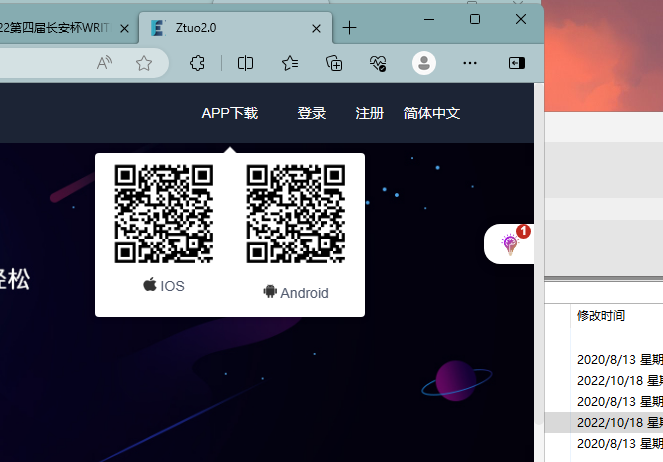 22第四届长安杯WRIT
Ztuo2.0
APP下载 登录 注册 简体中文
IOS
Android
轻松
1
修改时间
2020/8/13 星期
2022/10/18 星期
2020/8/13 星期
2022/10/18 星期
2020/8/13 星期